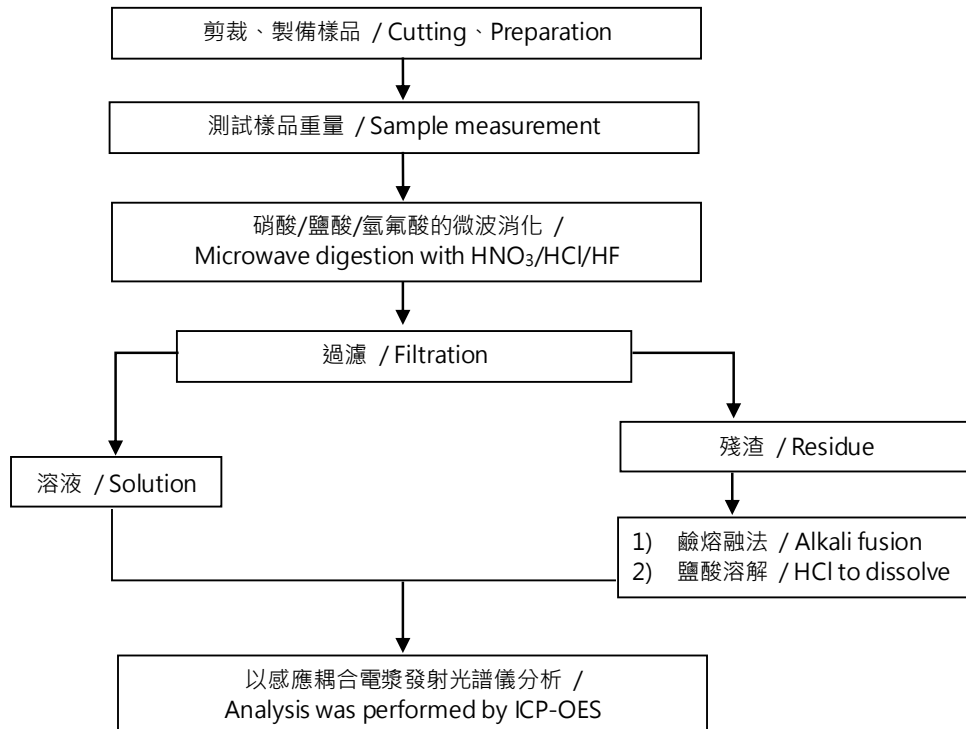 剪裁、製備樣品 / Cutting、Preparation
測試樣品重量 / Sample measurement
硝酸/鹽酸/氫氟酸的微波消化 /
Microwave digestion with HNO₃/HCl/HF
過濾 / Filtration
溶液 / Solution
殘渣 / Residue
1) 鹼熔融法 / Alkali fusion
2) 鹽酸溶解 / HCl to dissolve
以感應耦合電漿發射光譜儀分析 /
Analysis was performed by ICP-OES